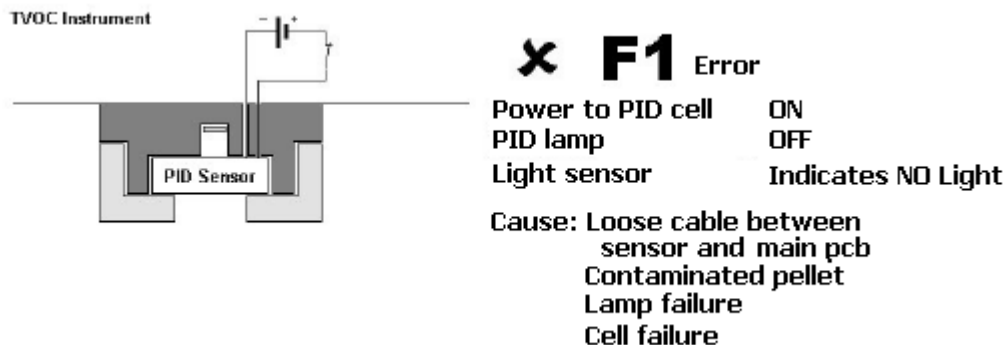 TVOC Instrument
- +
PID Sensor
✘ F1 Error
Power to PID cell ON
PID lamp OFF
Light sensor Indicates NO Light
Cause: Loose cable between
sensor and main pcb
Contaminated pellet
Lamp failure
Cell failure